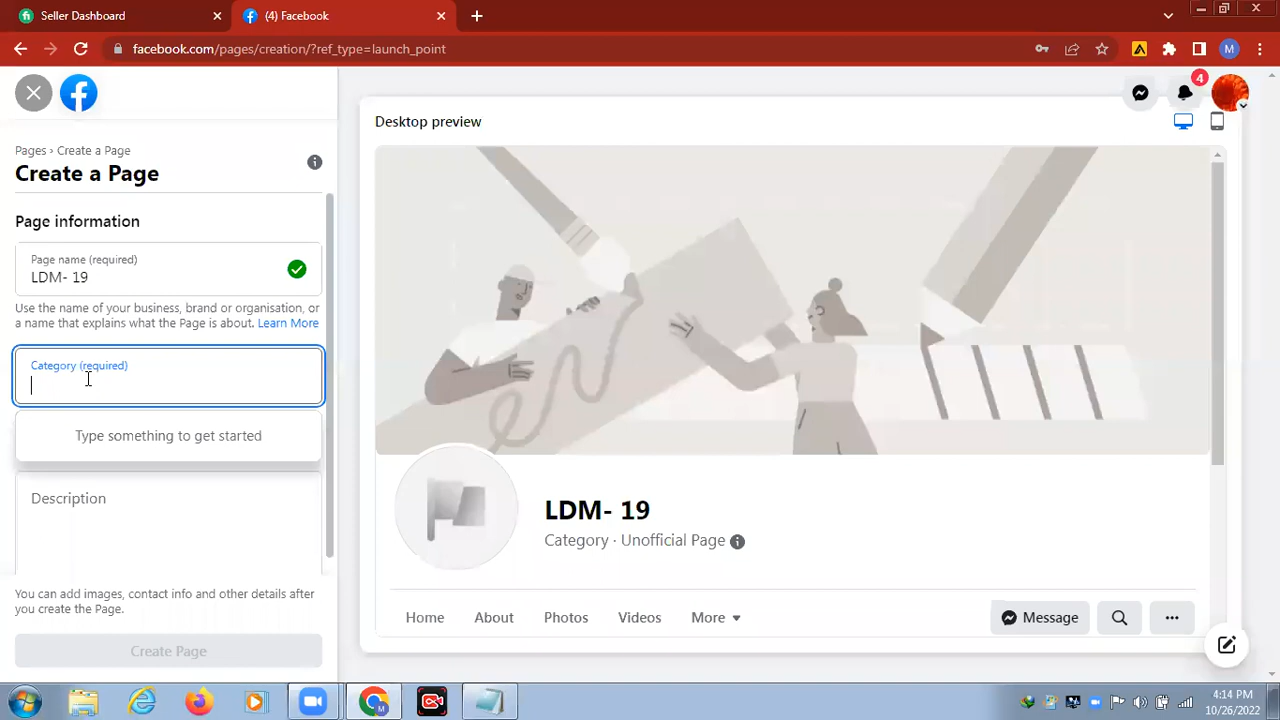 Seller Dashboard
(4) Facebook
facebook.com/pages/creation/?ref_type=launch_point
M
4
Pages › Create a Page
Create a Page
Page information
Page name (required)
LDM- 19
Use the name of your business, brand or organisation, or
a name that explains what the Page is about. Learn More
Category (required)
Type something to get started
Description
You can add images, contact info and other details after
you create the Page.
Create Page
Desktop preview
LDM- 19
Category · Unofficial Page
Home About Photos Videos More
Message
4:14 PM
10/26/2022